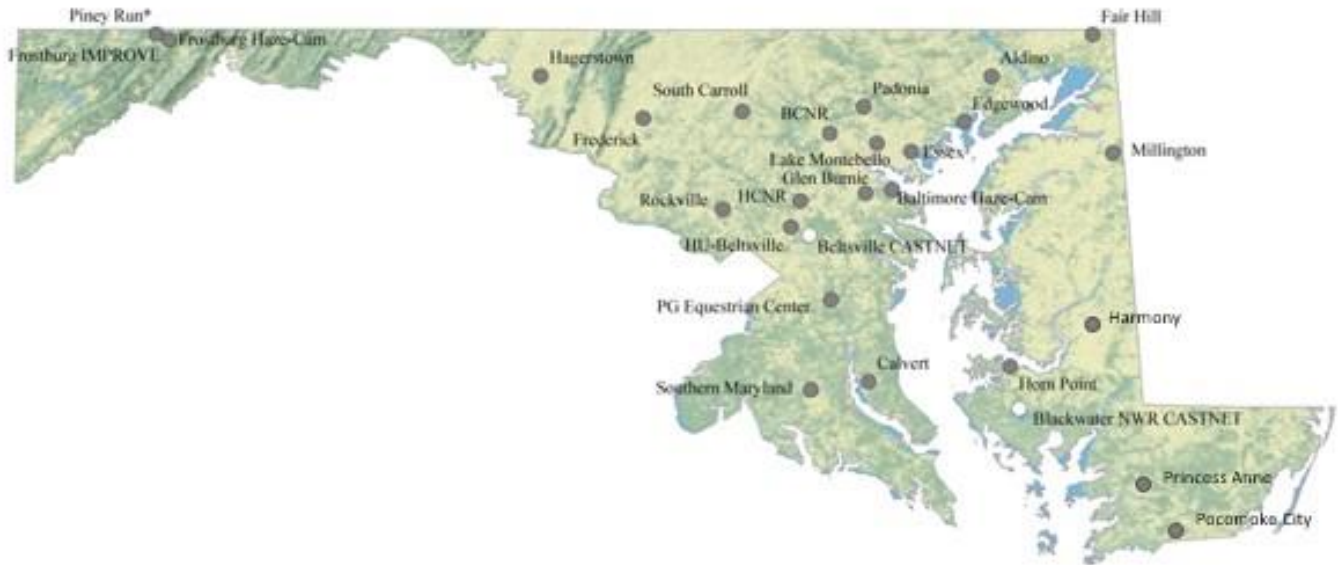 Piney Run*
Fair Hill
Frostburg Haze-Cam
Frostburg IMPROVE
Hagerstown
Aldino
South Carroll
Padonia
Edgewood
BCNR
Frederick
Essex
Millington
Lake Montebello
Glen Burnie
HCNR
Baltimore Haze-Cam
Rockville
HU-Beltsville
Beltsville CASTNET
PG Equestrian Center
Harmony
Calvert
Horn Point
Southern Maryland
Blackwater NWR CASTNET
Princess Anne
Pocomoke City